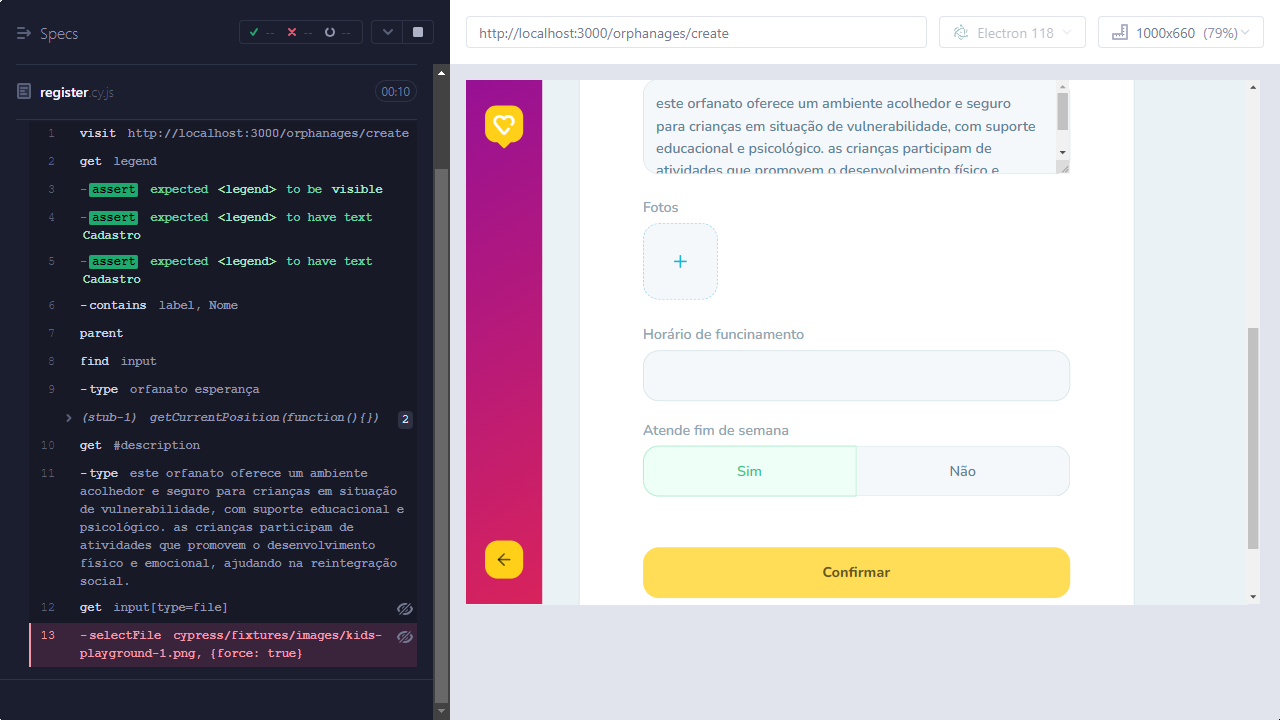 Specs
-- -- --
register.cy.js
00:10
1 visit http://localhost:3000/orphanages/create
2 get legend
3 -assert expected <legend> to be visible
4 -assert expected <legend> to have text
Cadastro
5 -assert expected <legend> to have text
Cadastro
6 -contains label, Nome
7 parent
8 find input
9 -type orfanato esperança
(stub-1) getCurrentPosition(function(){}) 2
10 get #description
11 -type este orfanato oferece um ambiente
acolhedor e seguro para crianças em situação
de vulnerabilidade, com suporte educacional e
psicológico. as crianças participam de
atividades que promovem o desenvolvimento
físico e emocional, ajudando na reintegração
social.
12 get input[type=file]
13 -selectFile cypress/fixtures/images/kids-
playground-1.png, {force: true}
http://localhost:3000/orphanages/create
Electron 118
1000x660 (79%)
este orfanato oferece um ambiente acolhedor e seguro
para crianças em situação de vulnerabilidade, com suporte
educacional e psicológico. as crianças participam de
atividades que promovem o desenvolvimento físico e
Fotos
+
Horário de funcinamento
Atende fim de semana
Sim
Não
Confirmar